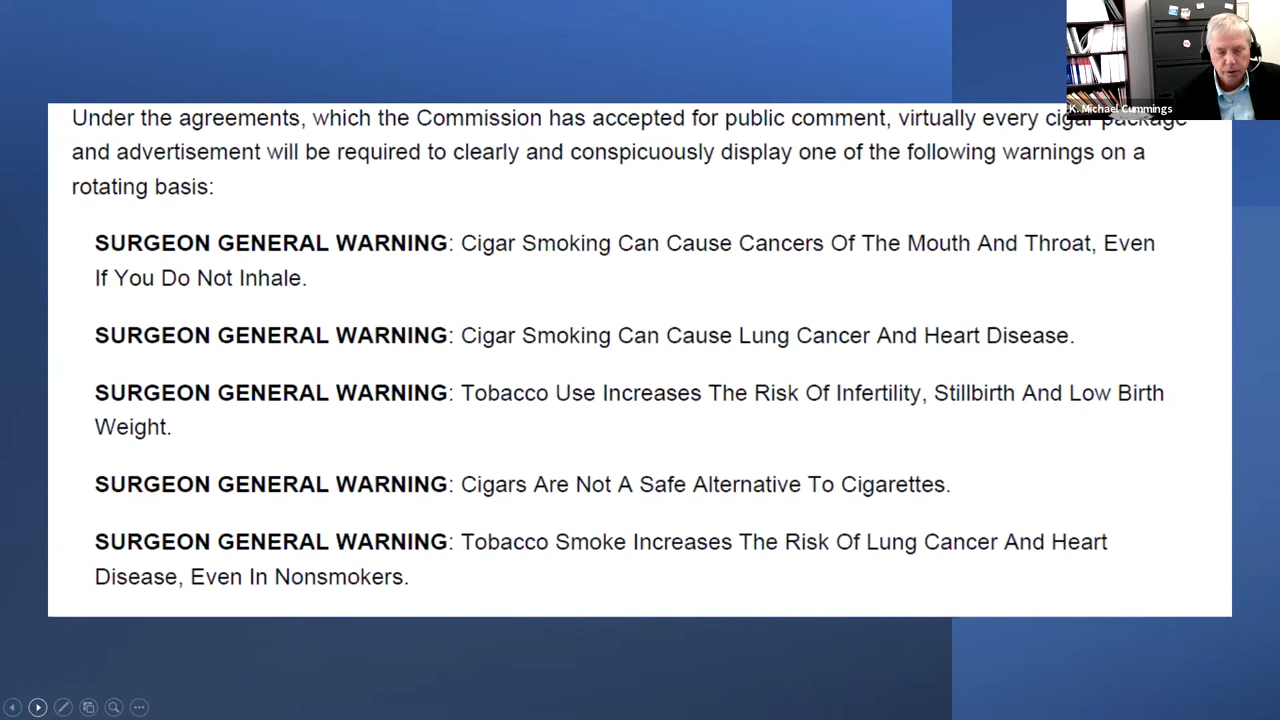 K. Michael Cummings
Under the agreements, which the Commission has accepted for public comment, virtually every cigar package
and advertisement will be required to clearly and conspicuously display one of the following warnings on a
rotating basis:
SURGEON GENERAL WARNING: Cigar Smoking Can Cause Cancers Of The Mouth And Throat, Even
If You Do Not Inhale.
SURGEON GENERAL WARNING: Cigar Smoking Can Cause Lung Cancer And Heart Disease.
SURGEON GENERAL WARNING: Tobacco Use Increases The Risk Of Infertility, Stillbirth And Low Birth
Weight.
SURGEON GENERAL WARNING: Cigars Are Not A Safe Alternative To Cigarettes.
SURGEON GENERAL WARNING: Tobacco Smoke Increases The Risk Of Lung Cancer And Heart
Disease, Even In Nonsmokers.